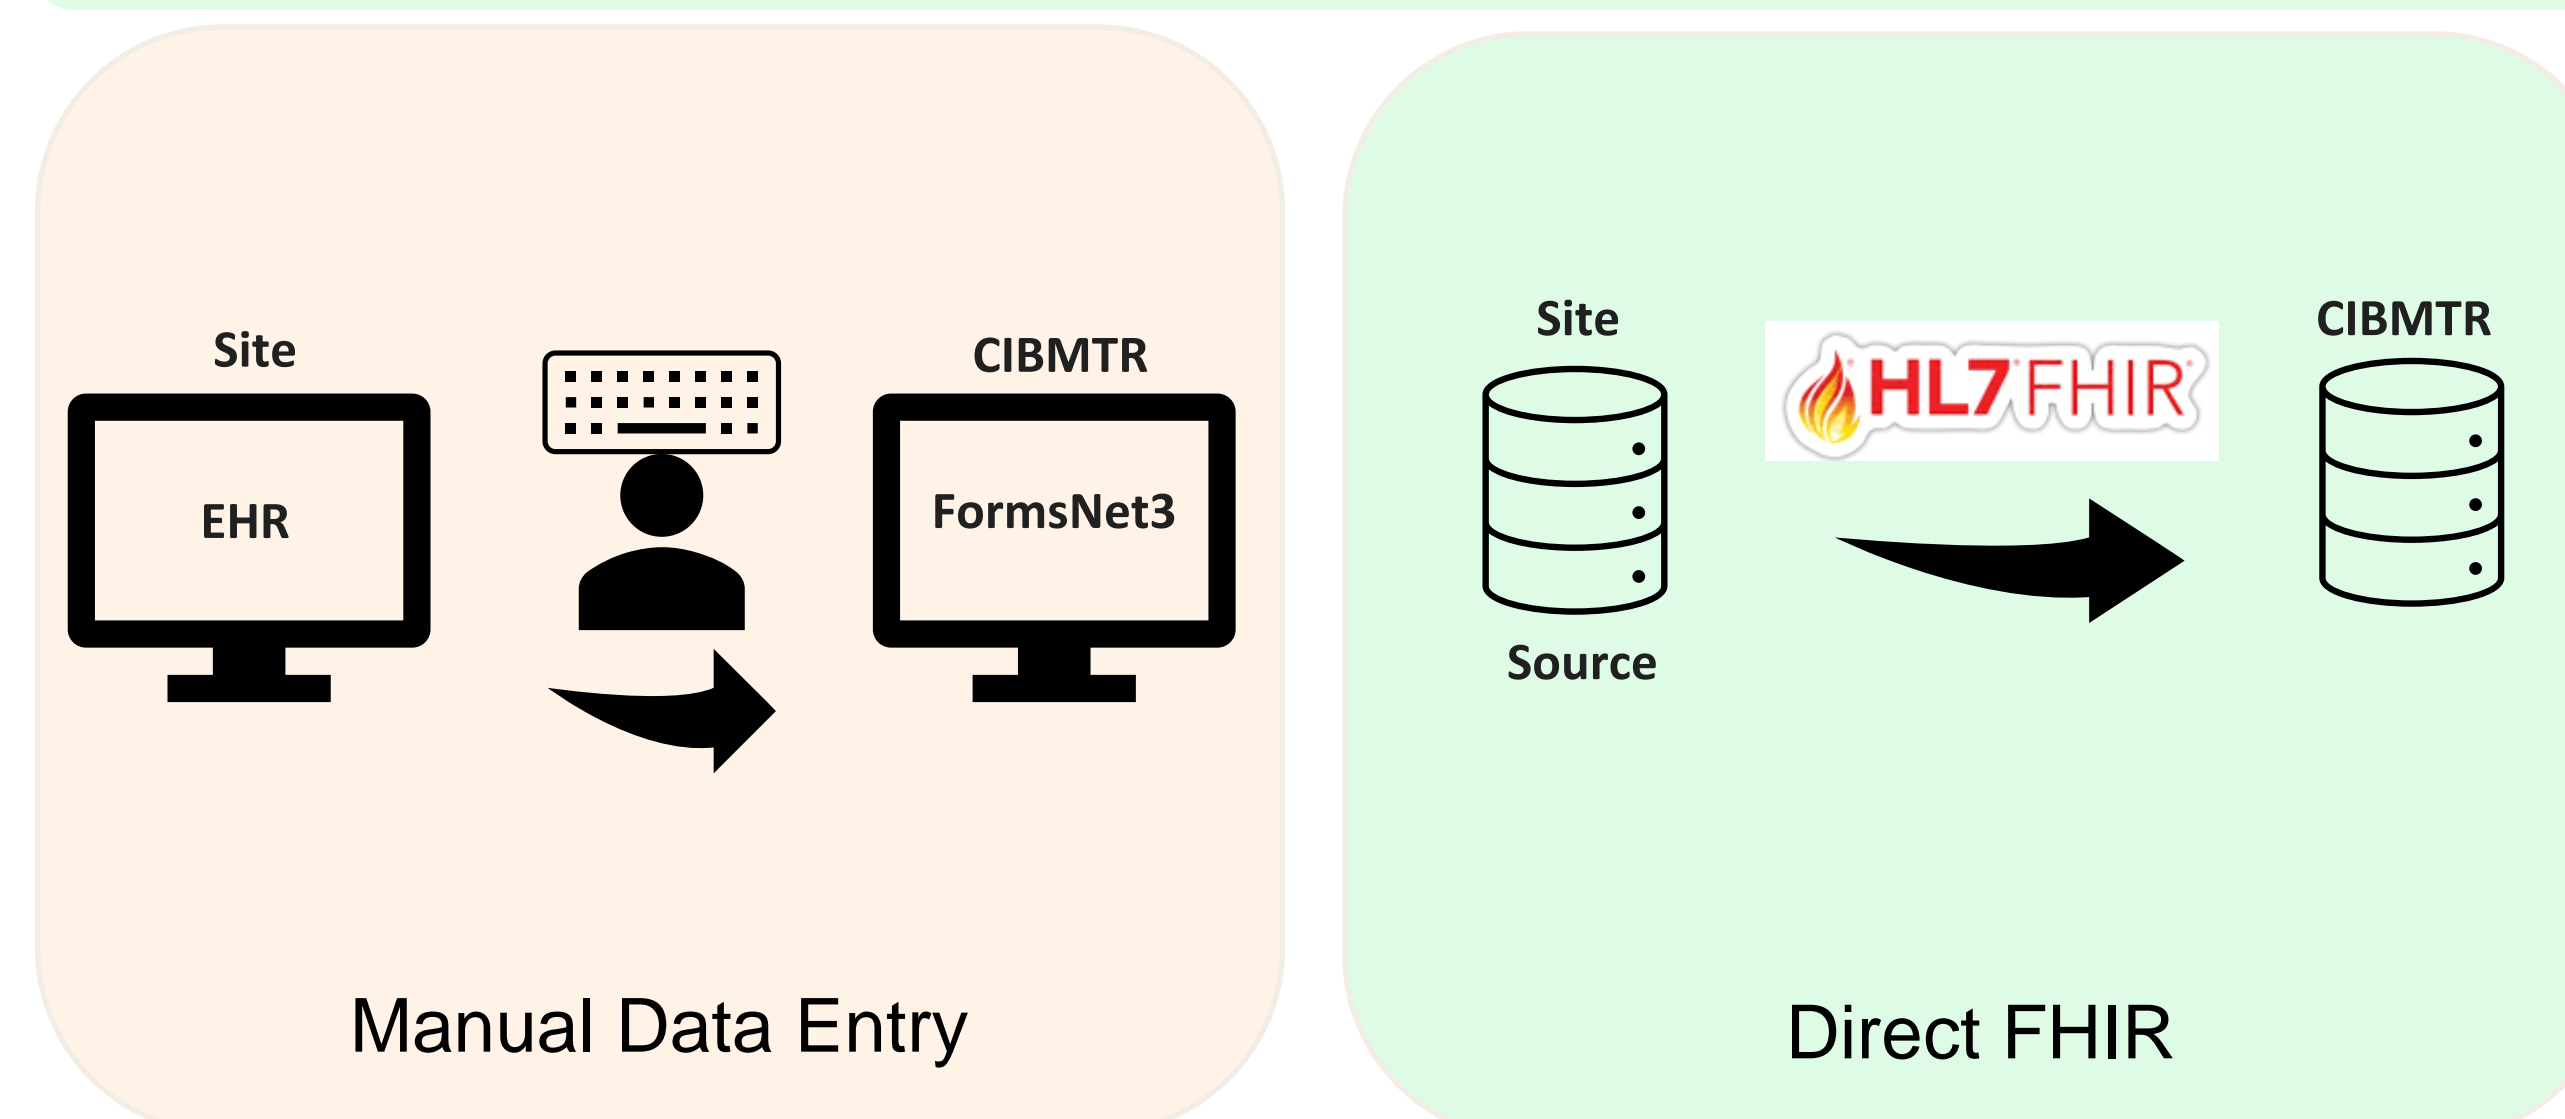 Site
CIBMTR
EHR
FormsNet3
Manual Data Entry
Site
HL7 FHIR
CIBMTR
Source
Direct FHIR